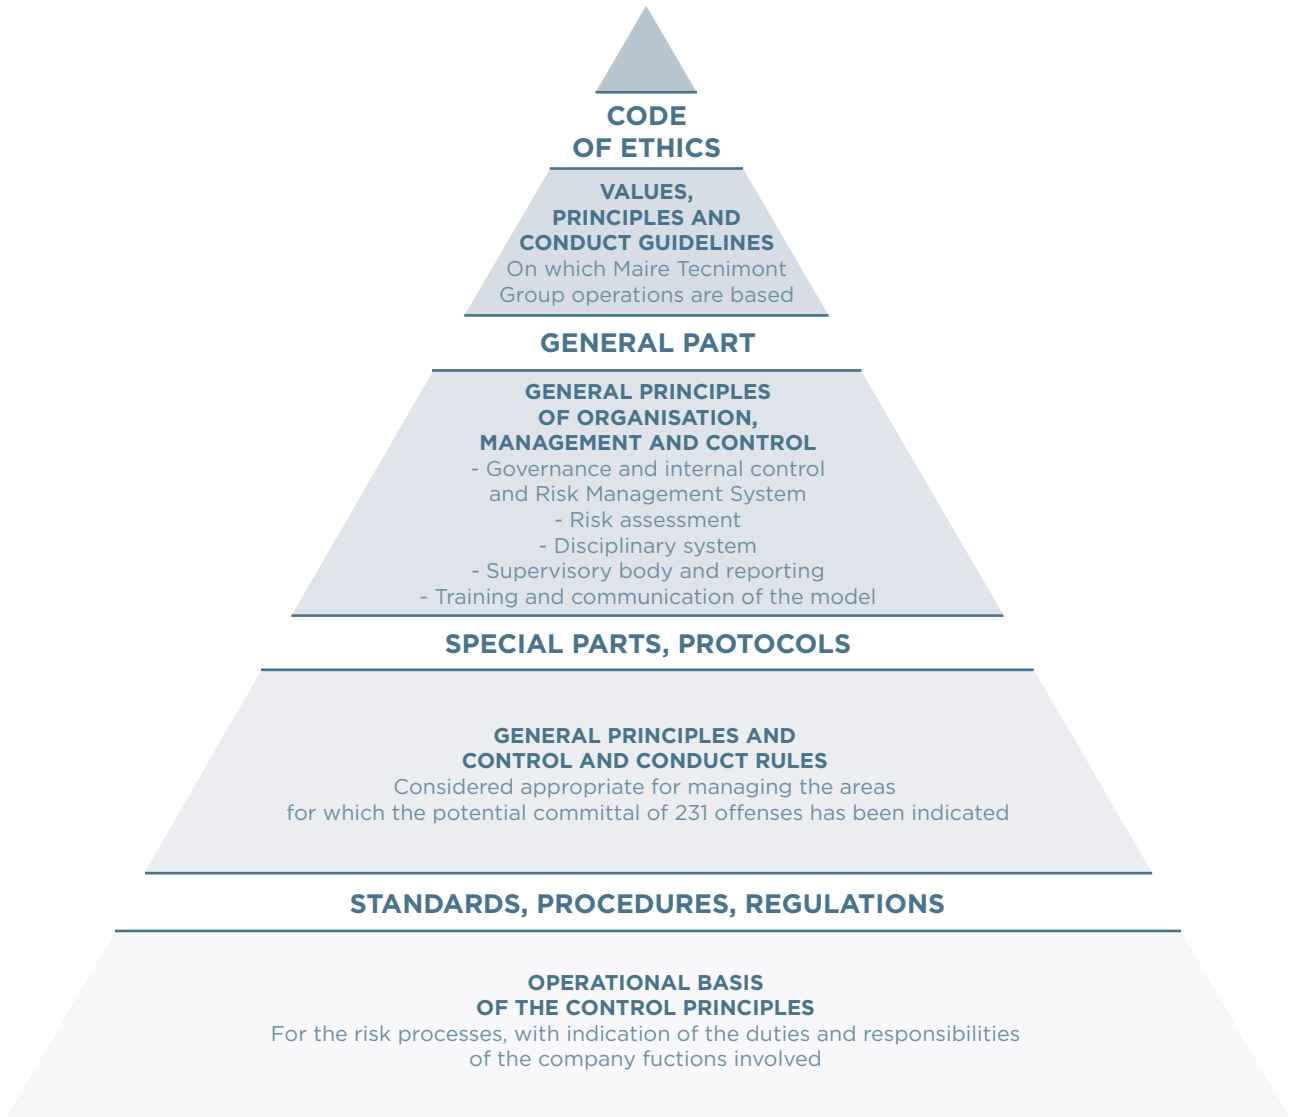 CODE
OF ETHICS
VALUES,
PRINCIPLES AND
CONDUCT GUIDELINES
On which Maire Tecnimont
Group operations are based
GENERAL PART
GENERAL PRINCIPLES
OF ORGANISATION,
MANAGEMENT AND CONTROL
- Governance and internal control
and Risk Management System
- Risk assessment
- Disciplinary system
- Supervisory body and reporting
- Training and communication of the model
SPECIAL PARTS, PROTOCOLS
GENERAL PRINCIPLES AND
CONTROL AND CONDUCT RULES
Considered appropriate for managing the areas
for which the potential committal of 231 offenses has been indicated
STANDARDS, PROCEDURES, REGULATIONS
OPERATIONAL BASIS
OF THE CONTROL PRINCIPLES
For the risk processes, with indication of the duties and responsibilities
of the company fuctions involved